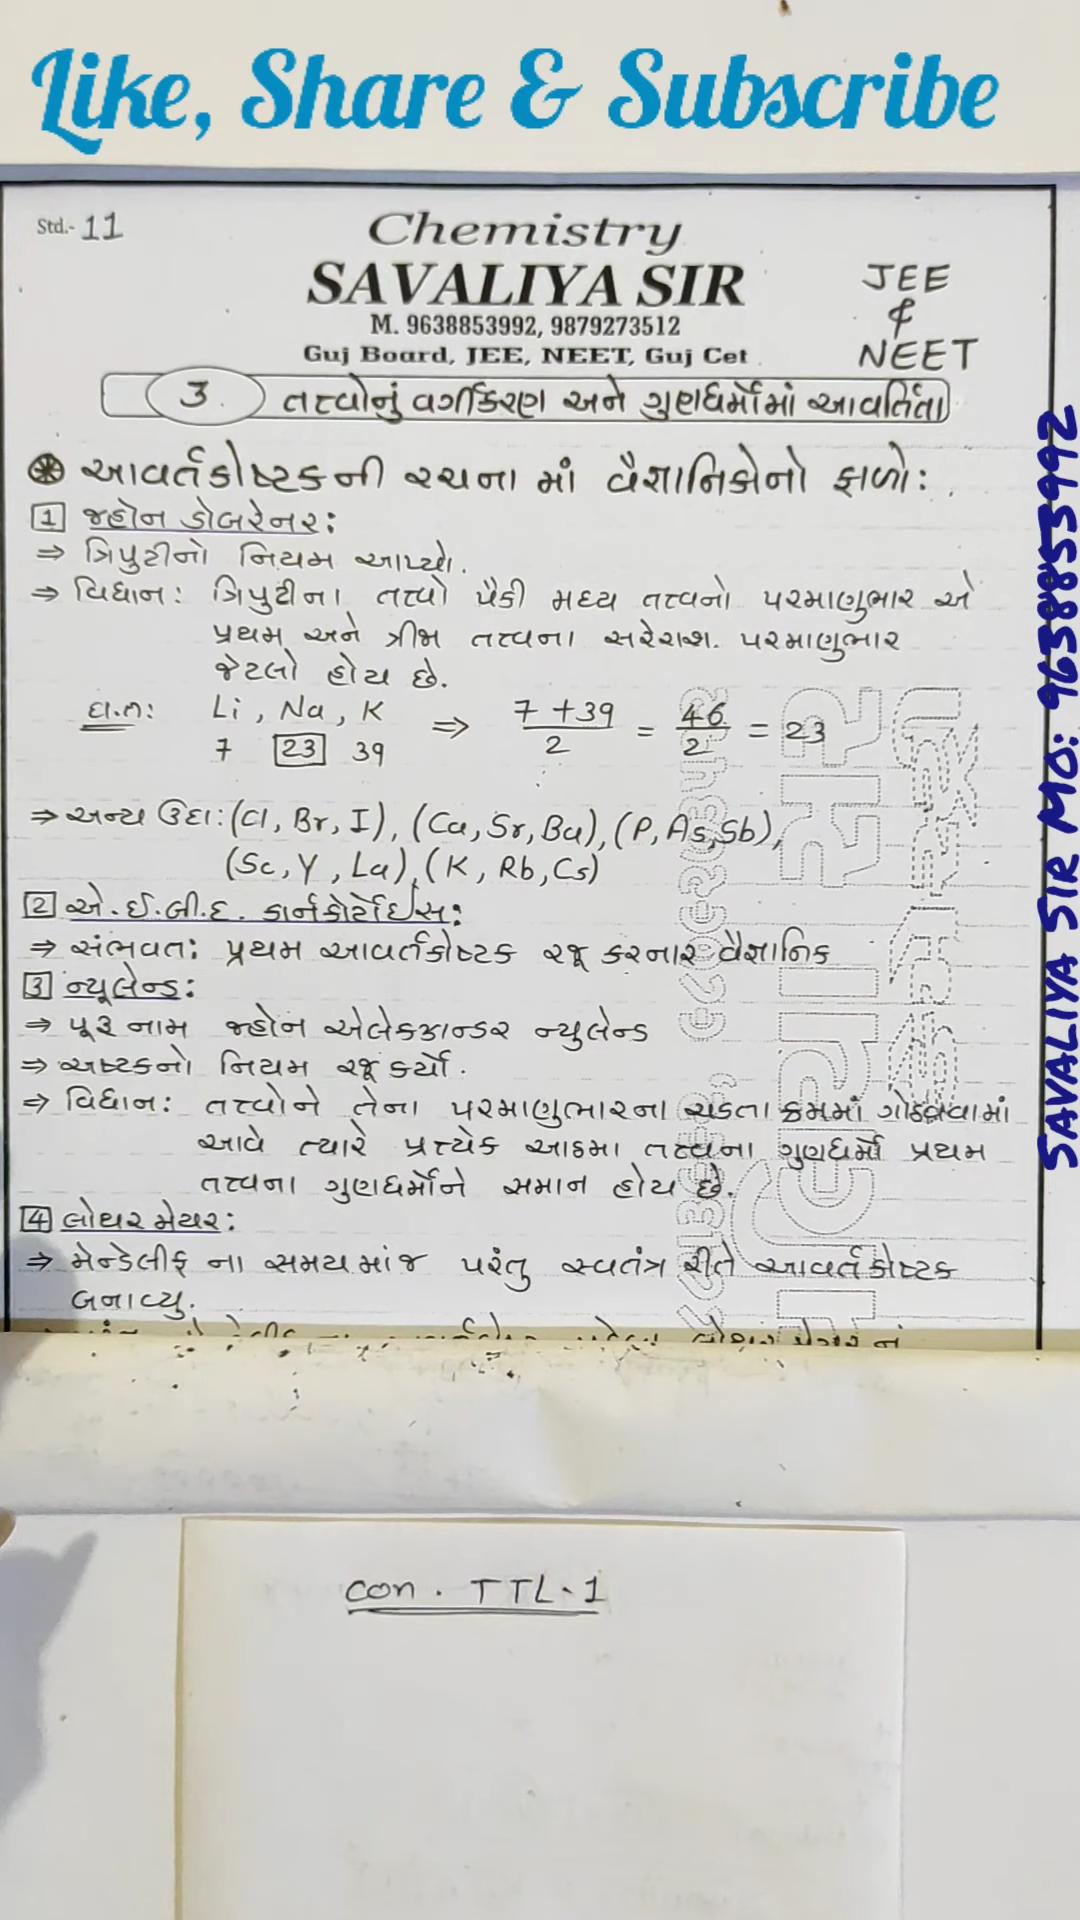 Like, Share & Subscribe
Std.- 11
Chemistry
SAVALIYA SIR
M. 9638853992, 9879273512
Guj Board, JEE, NEET, Guj Cet
JEE
&
NEET
3. તત્ત્વોનું વર્ગીકરણ અને ગુણધર્મોમાં આવર્તિતા
આવર્તકોષ્ટકની રચના માં વૈજ્ઞાનિકોનો ફાળો:
1 જ્હોન ડોબરેનર:
⇒ ત્રિપુટીનો નિયમ આપ્યો.
⇒ વિધાન: ત્રિપુટીના તત્વો પૈકી મધ્ય તત્વનો પરમાણુભાર એ
પ્રથમ અને ત્રીજા તત્વના સરેરાશ. પરમાણુભાર
જેટલો હોય છે.
દા.ત: Li, Na, K ⇒ 7 + 39 / 2 = 46 / 2 = 23
7 23 39
⇒ અન્ય ઉદા: (Cl, Br, I), (Ca, Sr, Ba), (P, As, Sb),
(Sc, Y, La), (K, Rb, Cs)
2 એ.ઈ.બી.દ. કાર્નકોર્ટોઇસ:
⇒ સંભવત: પ્રથમ આવર્તકોષ્ટક રજૂ કરનાર વૈજ્ઞાનિક
3 ન્યૂલેન્ડ:
⇒ પૂરૂ નામ જ્હોન એલેકઝાન્ડર ન્યુલેન્ડ
⇒ અષ્ટકનો નિયમ રજૂ કર્યો.
⇒ વિધાન: તત્ત્વોને તેના પરમાણુભારના ચડતા ક્રમમાં ગોઠવવામાં
આવે ત્યારે પ્રત્યેક આઠમા તત્વના ગુણધર્મો પ્રથમ
તત્વના ગુણધર્મોને સમાન હોય છે.
4 લોથર મેયર:
⇒ મેન્ડેલીફ ના સમયમાંજ પરંતુ સ્વતંત્ર રીતે આવર્તકોષ્ટક
બનાવ્યુ.
SAVALIYA SIR MO: 9638853992
con. TTL-1